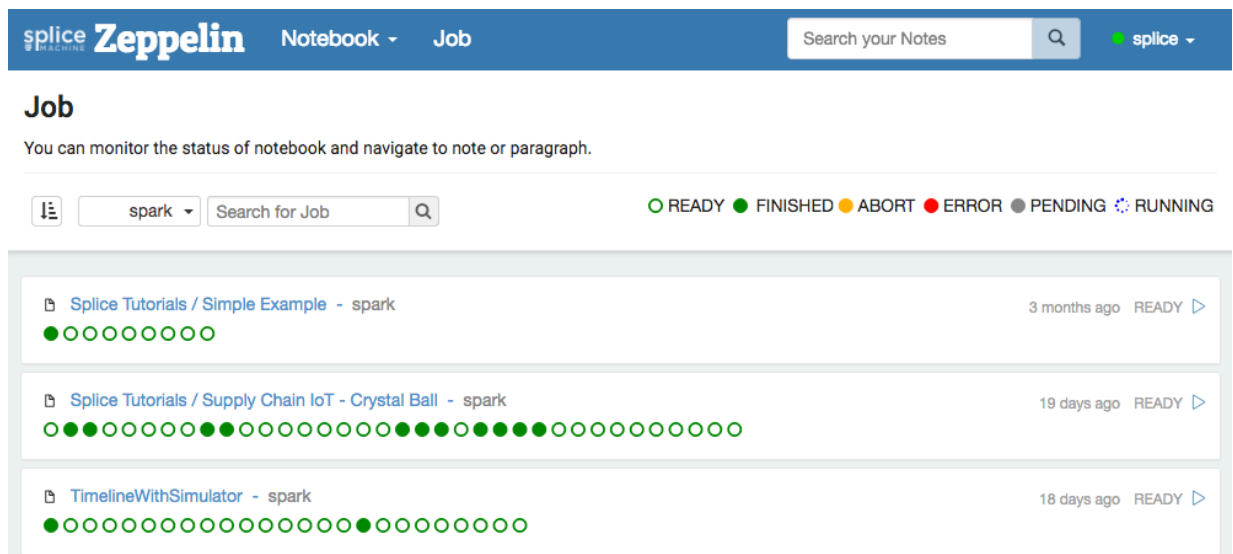 splice MACHINE Zeppelin Notebook Job Search your Notes splice
Job
You can monitor the status of notebook and navigate to note or paragraph.
spark Search for Job READY FINISHED ABORT ERROR PENDING RUNNING
Splice Tutorials / Simple Example - spark 3 months ago READY
Splice Tutorials / Supply Chain IoT - Crystal Ball - spark 19 days ago READY
TimelineWithSimulator - spark 18 days ago READY